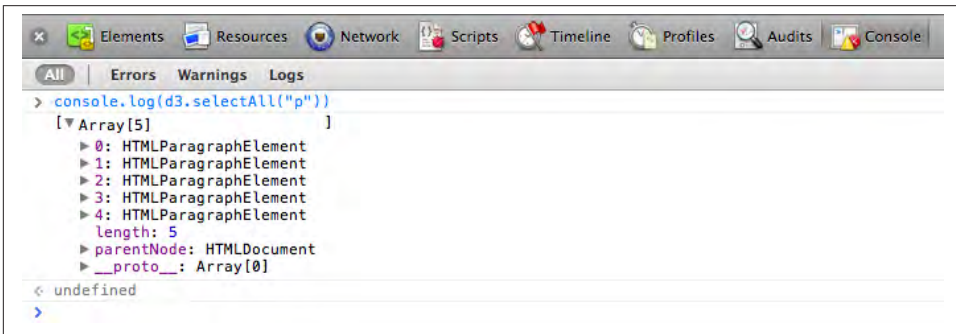 Elements Resources Network Scripts Timeline Profiles Audits Console
All Errors Warnings Logs
> console.log(d3.selectAll("p"))
[▼Array[5] ]
▶0: HTMLParagraphElement
▶1: HTMLParagraphElement
▶2: HTMLParagraphElement
▶3: HTMLParagraphElement
▶4: HTMLParagraphElement
length: 5
▶parentNode: HTMLDocument
▶__proto__: Array[0]
< undefined
>